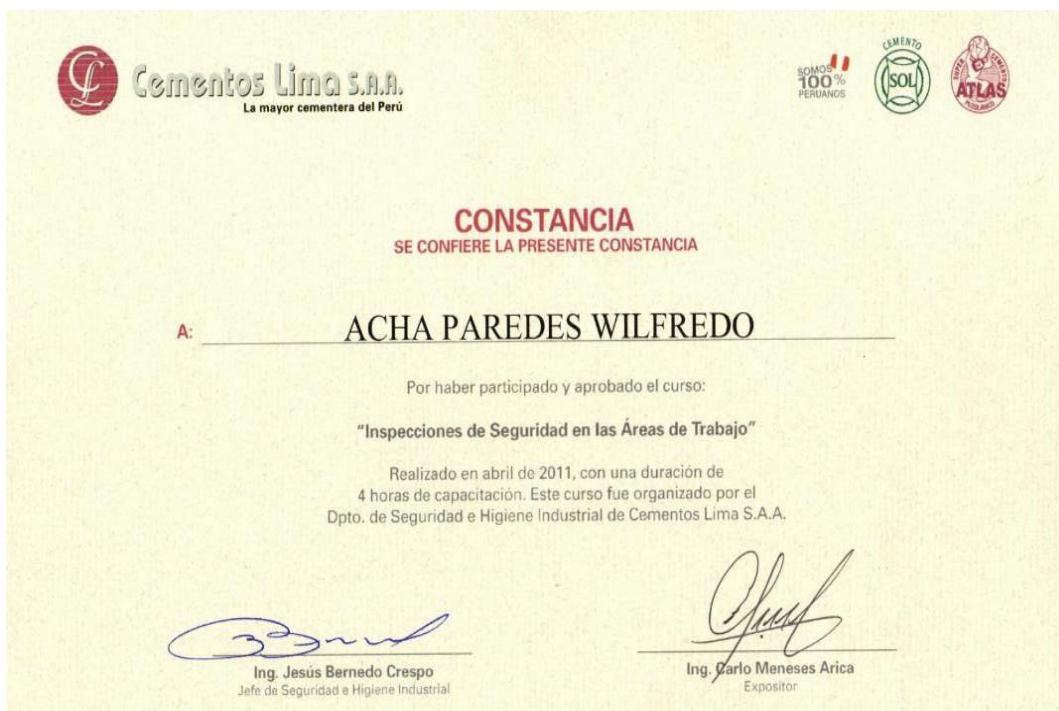 Cementos Lima S.A.A.
La mayor cementera del Perú
SOMOS
100%
PERUANOS
CEMENTO
SOL
SUPER CEMENTO
ATLAS
PUZOLANICO
CONSTANCIA
SE CONFIERE LA PRESENTE CONSTANCIA
A: ACHA PAREDES WILFREDO
Por haber participado y aprobado el curso:
"Inspecciones de Seguridad en las Áreas de Trabajo"
Realizado en abril de 2011, con una duración de
4 horas de capacitación. Este curso fue organizado por el
Dpto. de Seguridad e Higiene Industrial de Cementos Lima S.A.A.
Ing. Jesús Bernedo Crespo
Jefe de Seguridad e Higiene Industrial
Ing. Carlo Meneses Arica
Expositor